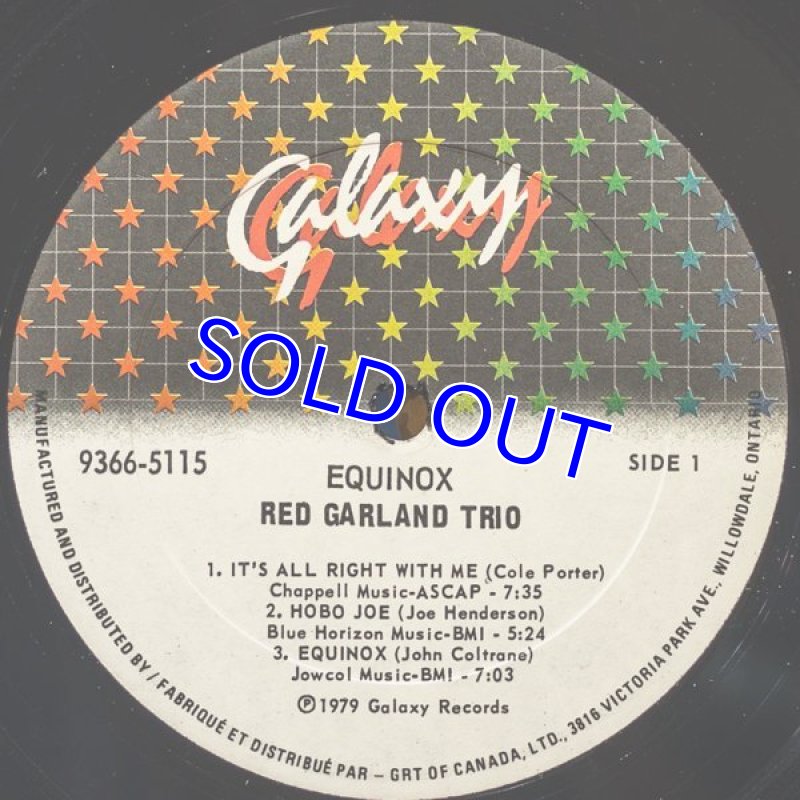 Galaxy
SOLD OUT
9366-5115
SIDE 1
EQUINOX
RED GARLAND TRIO
1. IT'S ALL RIGHT WITH ME (Cole Porter)
Chappell Music-ASCAP - 7:35
2. HOBO JOE (Joe Henderson)
Blue Horizon Music-BMI - 5:24
3. EQUINOX (John Coltrane)
Jowcol Music-BMI - 7:03
Ⓟ1979 Galaxy Records
MANUFACTURED AND DISTRIBUTED BY / FABRIQUÉ ET DISTRIBUÉ PAR – GRT OF CANADA, LTD., 3816 VICTORIA PARK AVE., WILLOWDALE, ONTARIO